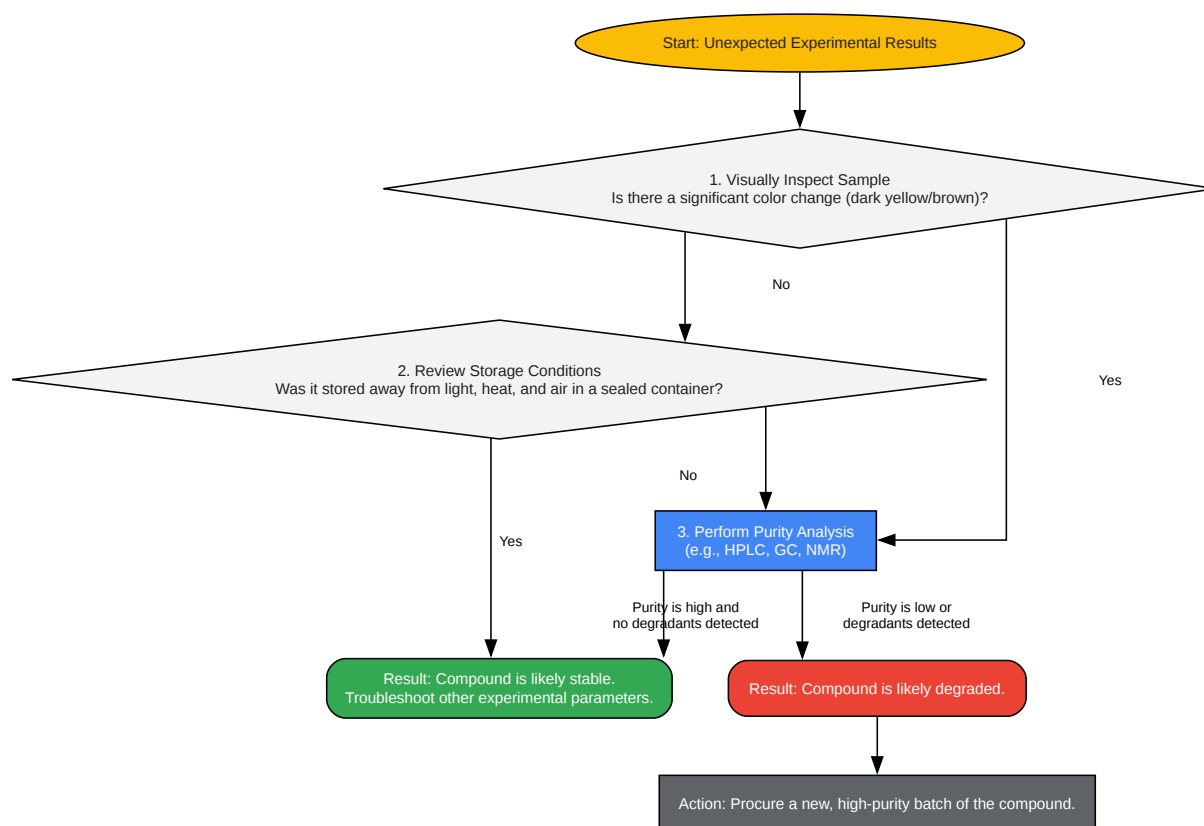 Start: Unexpected Experimental Results
1. Visually Inspect Sample
Is there a significant color change (dark yellow/brown)?
No
2. Review Storage Conditions
Was it stored away from light, heat, and air in a sealed container?
Yes
No
3. Perform Purity Analysis
(e.g., HPLC, GC, NMR)
Yes
Purity is high and
no degradants detected
Purity is low or
degradants detected
Result: Compound is likely stable.
Troubleshoot other experimental parameters.
Result: Compound is likely degraded.
Action: Procure a new, high-purity batch of the compound.